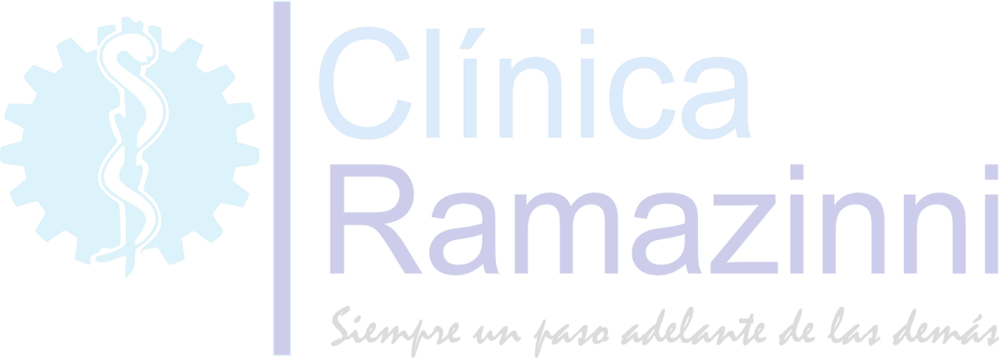 Clínica
Ramazinni
Siempre un paso adelante de las demás